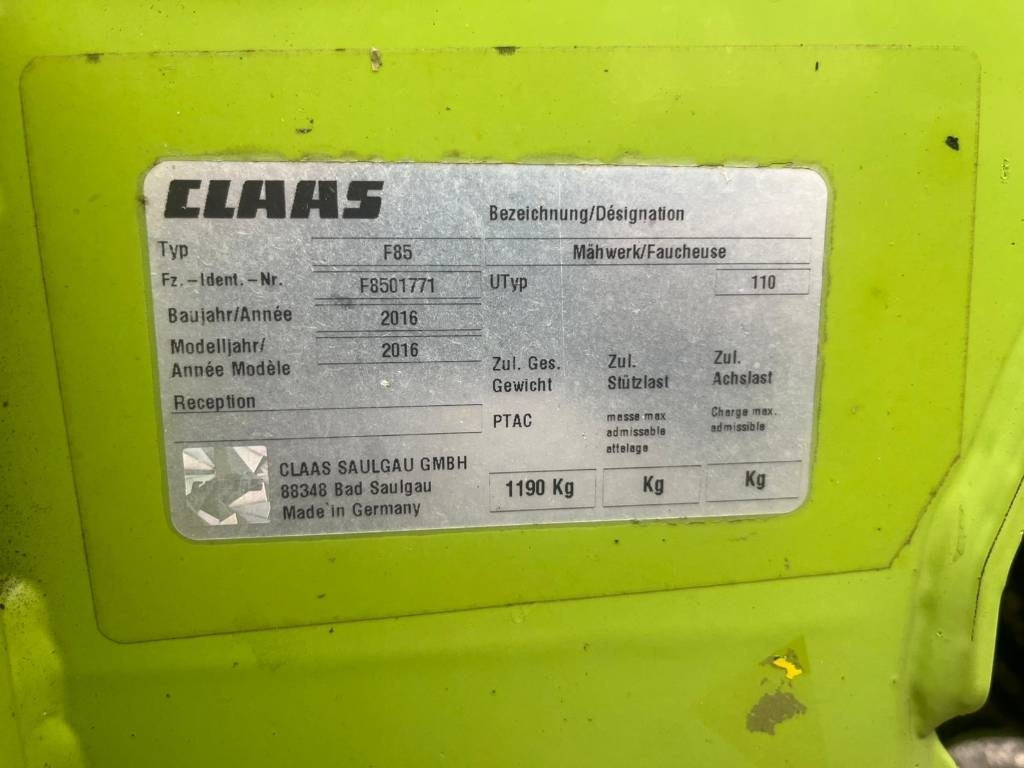 CLAAS
Bezeichnung/Désignation
Typ F85 Mähwerk/Faucheuse
Fz.-Ident.-Nr. F8501771 UTyp 110
Baujahr/Année 2016
Modelljahr/ 2016
Année Modèle
Reception
Zul. Ges. Zul. Zul.
Gewicht Stützlast Achslast
PTAC masse max Charge max.
admissable admissible
attelage
1190 Kg Kg Kg
CLAAS SAULGAU GMBH
88348 Bad Saulgau
Made in Germany